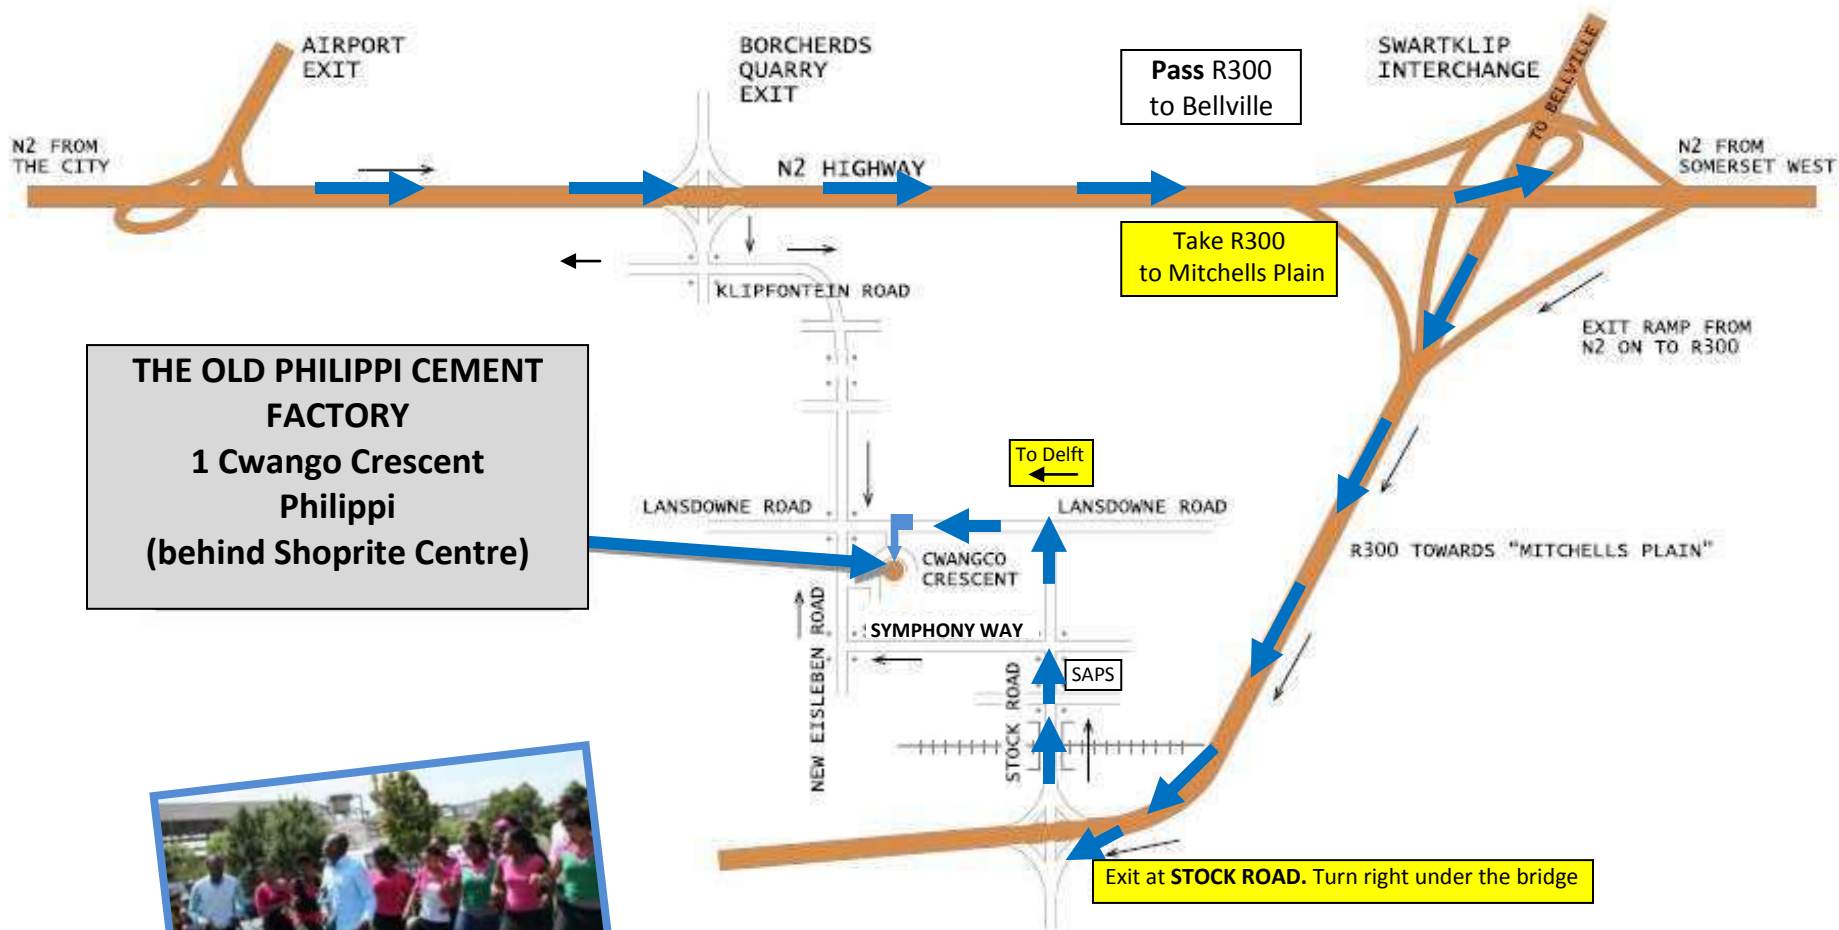 AIRPORT
EXIT
BORCHERDS
QUARRY
EXIT
Pass R300
to Bellville
SWARTKLIP
INTERCHANGE
TO BELLVILLE
N2 FROM
THE CITY
N2 HIGHWAY
N2 FROM
SOMERSET WEST
Take R300
to Mitchells Plain
KLIPFONTEIN ROAD
EXIT RAMP FROM
N2 ON TO R300
THE OLD PHILIPPI CEMENT
FACTORY
1 Cwango Crescent
Philippi
(behind Shoprite Centre)
To Delft
LANSDOWNE ROAD
LANSDOWNE ROAD
R300 TOWARDS "MITCHELLS PLAIN"
CWANGCO
CRESCENT
NEW EISLEBEN ROAD
SYMPHONY WAY
SAPS
STOCK ROAD
Exit at STOCK ROAD. Turn right under the bridge